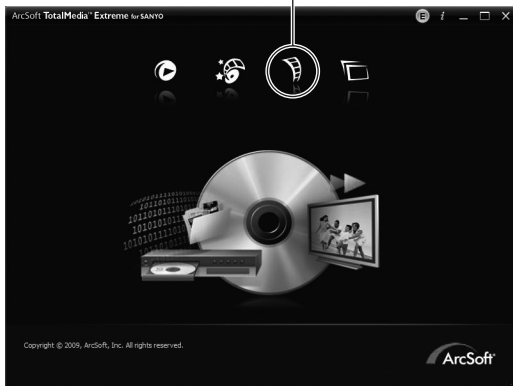 ArcSoft TotalMedia™ Extreme for SANYO
E i
Copyright © 2009, ArcSoft, Inc. All rights reserved.
ArcSoft®